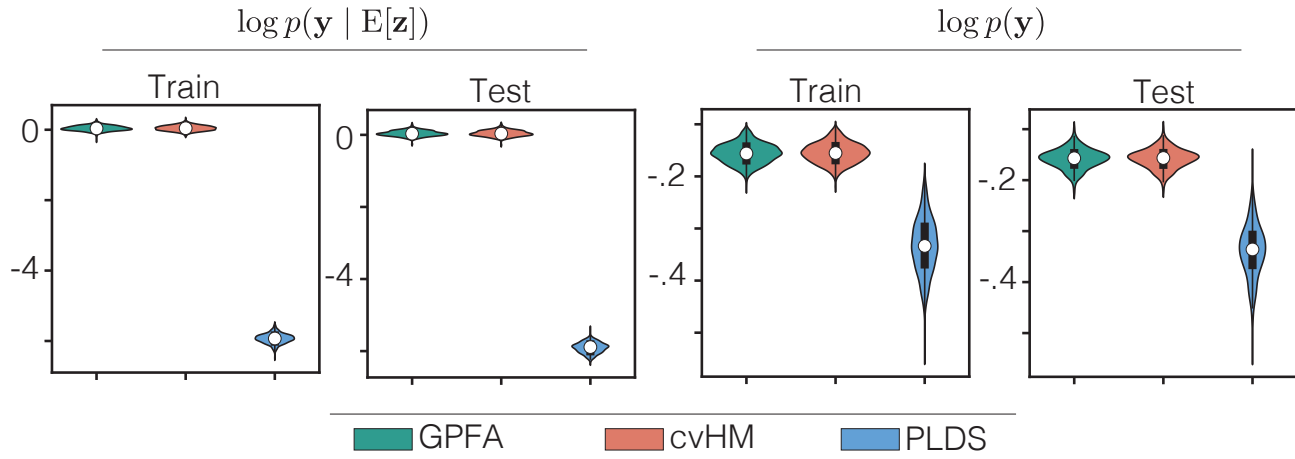 log p(y | E[z])
log p(y)
Train
Test
Train
Test
0
-4
0
-4
-.2
-.4
-.2
-.4
GPFA
cvHM
PLDS